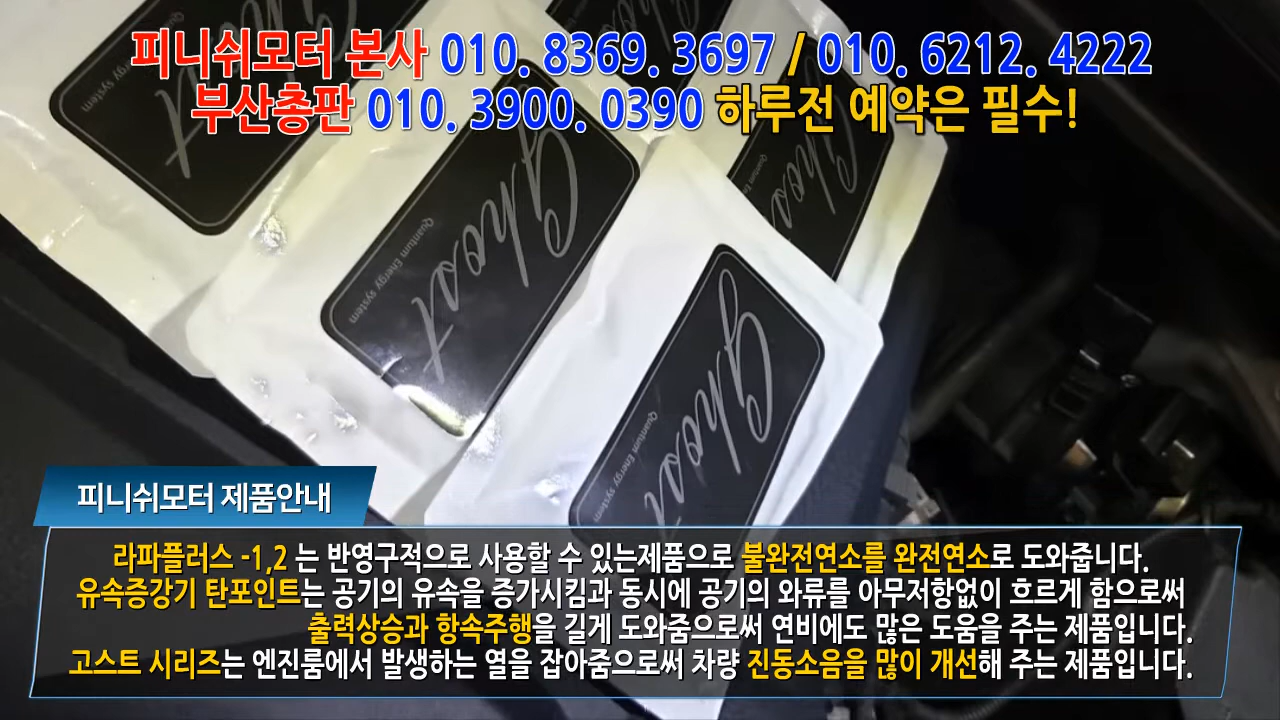 피니쉬모터 본사 010. 8369. 3697 / 010. 6212. 4222
부산총판 010. 3900. 0390 하루전 예약은 필수!
Ghost
Quantum Energy system
Ghost
Quantum Energy system
Ghost
Quantum Energy system
피니쉬모터 제품안내
라파플러스 -1,2 는 반영구적으로 사용할 수 있는제품으로 불완전연소를 완전연소로 도와줍니다.
유속증강기 탄포인트는 공기의 유속을 증가시킴과 동시에 공기의 와류를 아무저항없이 흐르게 함으로써
출력상승과 항속주행을 길게 도와줌으로써 연비에도 많은 도움을 주는 제품입니다.
고스트 시리즈는 엔진룸에서 발생하는 열을 잡아줌으로써 차량 진동소음을 많이 개선해 주는 제품입니다.